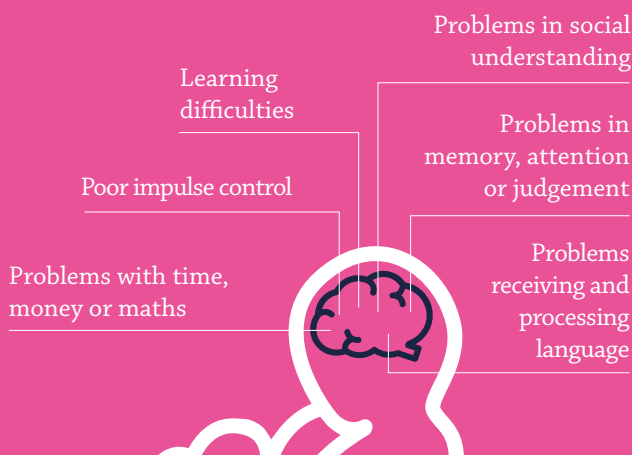 Problems in social
understanding
Learning
difficulties
Problems in
memory, attention
or judgement
Poor impulse control
Problems
receiving and
processing
language
Problems with time,
money or maths